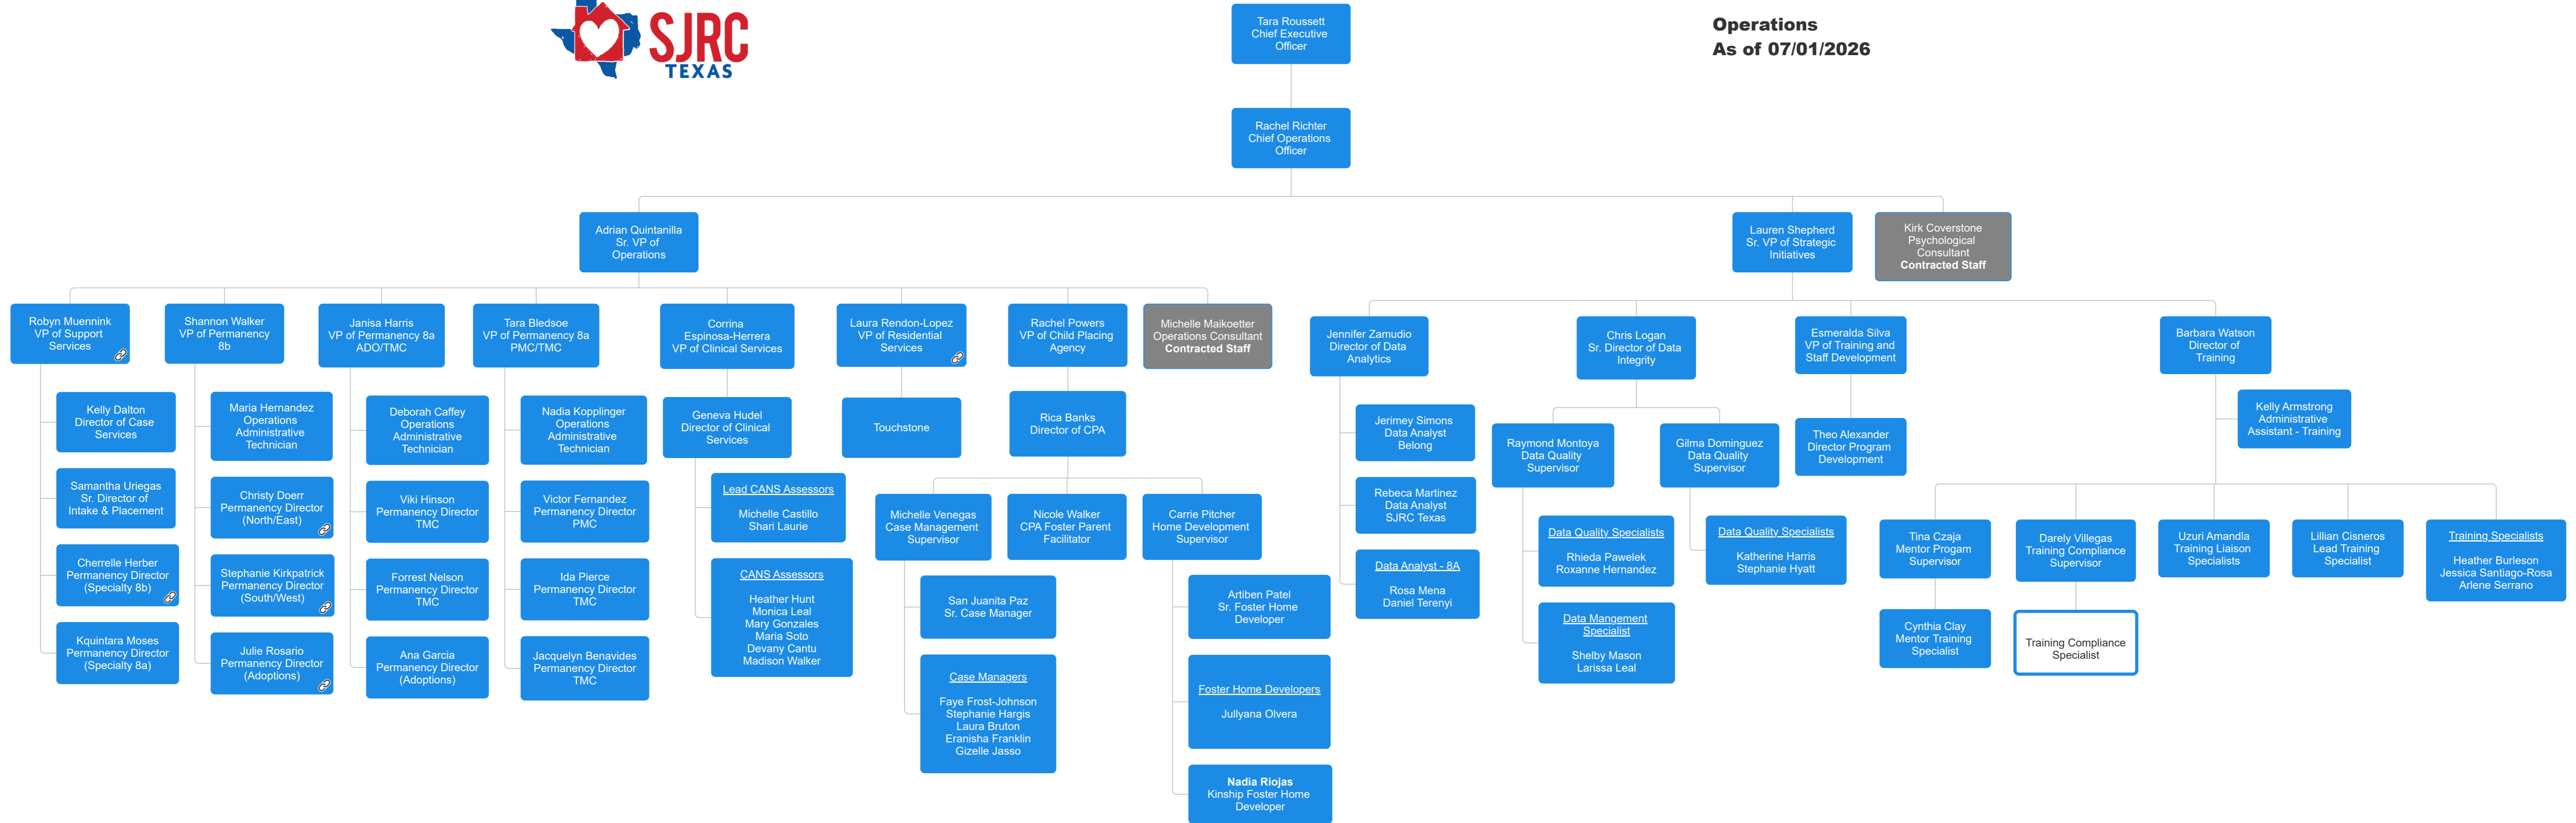 SJRC
TEXAS
Operations
As of 07/01/2026
Tara Roussett
Chief Executive
Officer
Rachel Richter
Chief Operations
Officer
Adrian Quintanilla
Sr. VP of
Operations
Lauren Shepherd
Sr. VP of Strategic
Initiatives
Kirk Coverstone
Psychological
Consultant
Contracted Staff
Robyn Muennink
VP of Support
Services
Shannon Walker
VP of Permanency
8b
Janisa Harris
VP of Permanency 8a
ADO/TMC
Tara Bledsoe
VP of Permanency 8a
PMC/TMC
Corrina
Espinosa-Herrera
VP of Clinical Services
Laura Rendon-Lopez
VP of Residential
Services
Rachel Powers
VP of Child Placing
Agency
Michelle Maikoetter
Operations Consultant
Contracted Staff
Jennifer Zamudio
Director of Data
Analytics
Chris Logan
Sr. Director of Data
Integrity
Esmeralda Silva
VP of Training and
Staff Development
Barbara Watson
Director of
Training
Kelly Dalton
Director of Case
Services
Samantha Uriegas
Sr. Director of
Intake & Placement
Cherrelle Herber
Permanency Director
(Specialty 8b)
Kquintara Moses
Permanency Director
(Specialty 8a)
Maria Hernandez
Operations
Administrative
Technician
Christy Doerr
Permanency Director
(North/East)
Stephanie Kirkpatrick
Permanency Director
(South/West)
Julie Rosario
Permanency Director
(Adoptions)
Deborah Caffey
Operations
Administrative
Technician
Viki Hinson
Permanency Director
TMC
Forrest Nelson
Permanency Director
TMC
Ana Garcia
Permanency Director
(Adoptions)
Nadia Kopplinger
Operations
Administrative
Technician
Victor Fernandez
Permanency Director
PMC
Ida Pierce
Permanency Director
TMC
Jacquelyn Benavides
Permanency Director
TMC
Geneva Hudel
Director of Clinical
Services
Lead CANS Assessors
Michelle Castillo
Shari Laurie
CANS Assessors
Heather Hunt
Monica Leal
Mary Gonzales
Maria Soto
Devany Cantu
Madison Walker
Touchstone
Rica Banks
Director of CPA
Michelle Venegas
Case Management
Supervisor
Nicole Walker
CPA Foster Parent
Facilitator
Carrie Pitcher
Home Development
Supervisor
San Juanita Paz
Sr. Case Manager
Case Managers
Faye Frost-Johnson
Stephanie Hargis
Laura Bruton
Eranisha Franklin
Gizelle Jasso
Artiben Patel
Sr. Foster Home
Developer
Foster Home Developers
Jullyana Olvera
Nadia Riojas
Kinship Foster Home
Developer
Jerimey Simons
Data Analyst
Belong
Rebeca Martinez
Data Analyst
SJRC Texas
Data Analyst - 8A
Rosa Mena
Daniel Terenyi
Raymond Montoya
Data Quality
Supervisor
Gilma Dominguez
Data Quality
Supervisor
Data Quality Specialists
Rhieda Pawelek
Roxanne Hernandez
Data Mangement
Specialist
Shelby Mason
Larissa Leal
Data Quality Specialists
Katherine Harris
Stephanie Hyatt
Theo Alexander
Director Program
Development
Kelly Armstrong
Administrative
Assistant - Training
Tina Czaja
Mentor Progam
Supervisor
Darely Villegas
Training Compliance
Supervisor
Uzuri Amandla
Training Liaison
Specialists
Lillian Cisneros
Lead Training
Specialist
Training Specialists
Heather Burleson
Jessica Santiago-Rosa
Arlene Serrano
Cynthia Clay
Mentor Training
Specialist
Training Compliance
Specialist